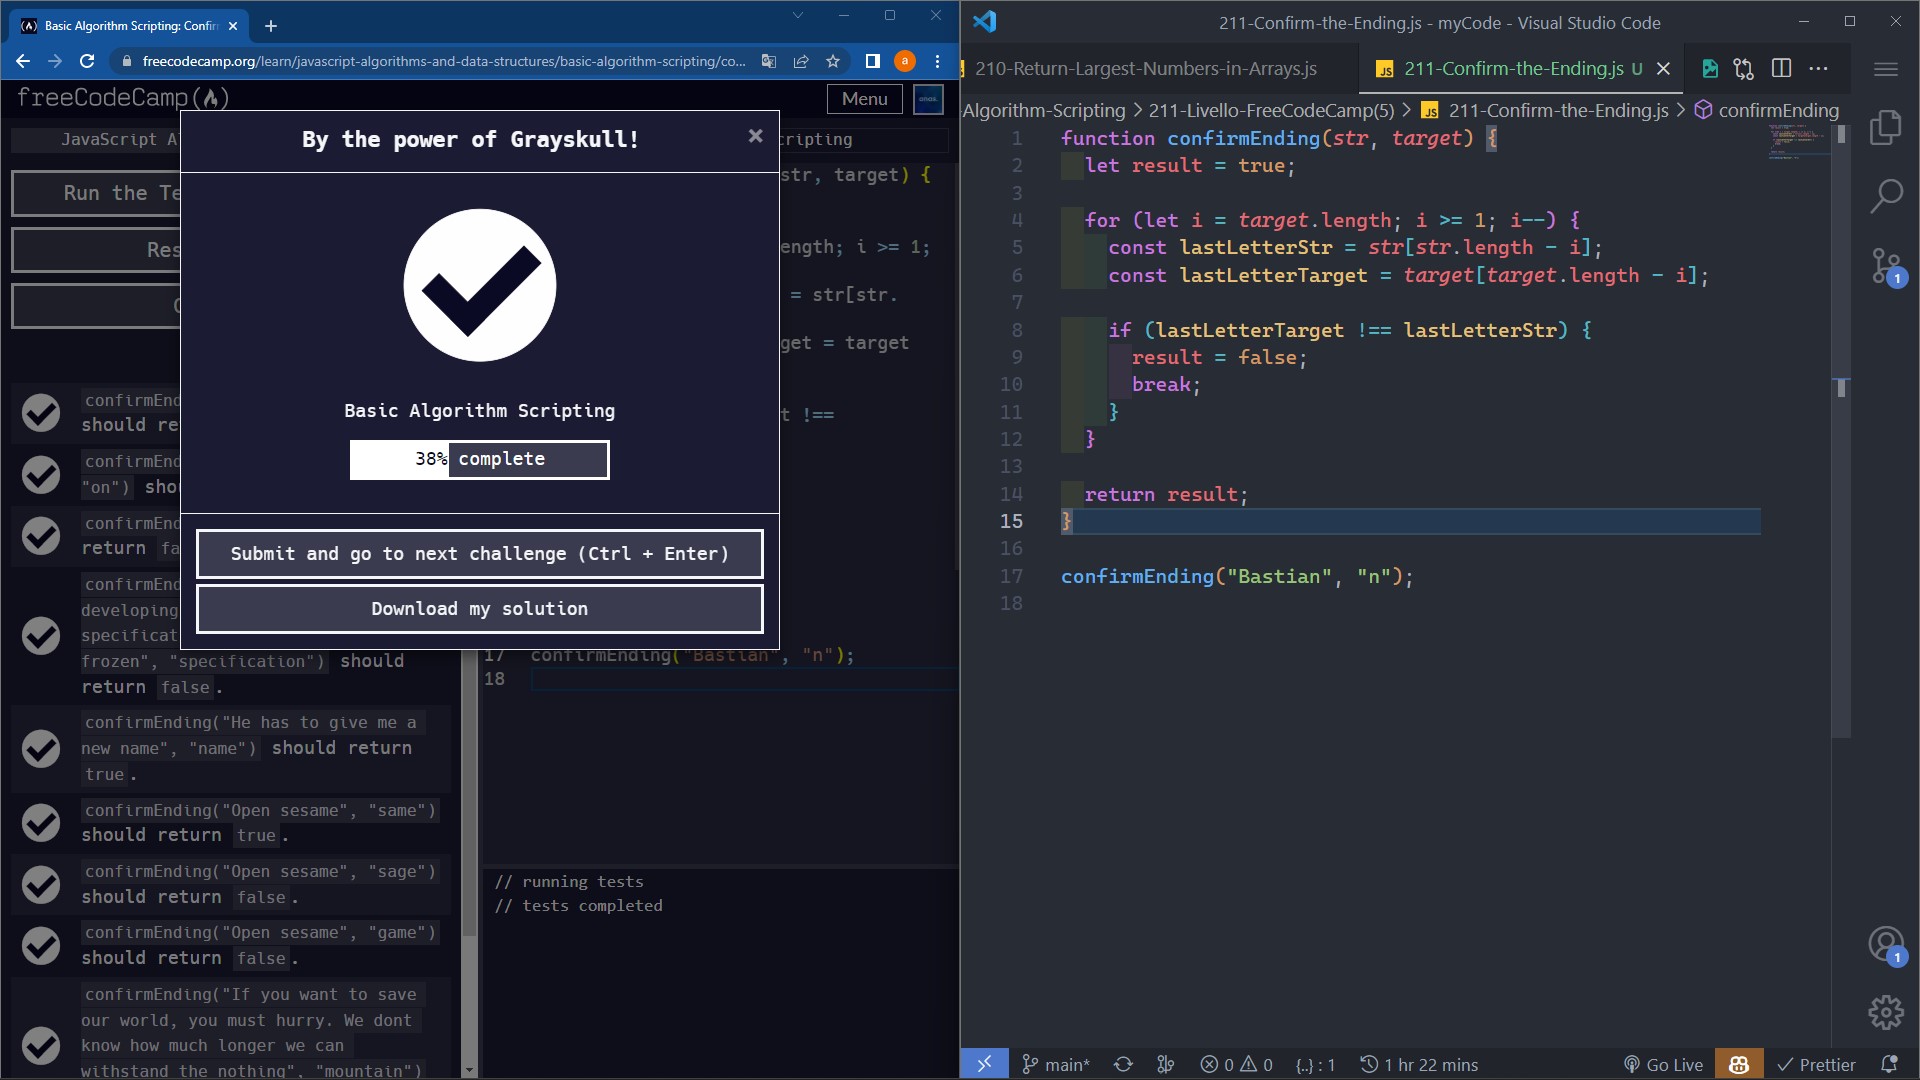 Basic Algorithm Scripting: Confir
freecodecamp.org/learn/javascript-algorithms-and-data-structures/basic-algorithm-scripting/co...
a
freeCodeCamp
Menu
anas.
JavaScript Al
cripting
Run the Te
Res
By the power of Grayskull!
Basic Algorithm Scripting
38% complete
Submit and go to next challenge (Ctrl + Enter)
Download my solution
str, target) {
ength; i >= 1;
= str[str.
get = target
t !==
17 confirmEnding("Bastian", "n");
18
confirmEnd
should re
confirmEnd
"on") shou
confirmEnd
return fa
confirmEnd
developing
specificat
frozen", "specification") should
return false.
confirmEnding("He has to give me a
new name", "name") should return
true.
confirmEnding("Open sesame", "same")
should return true.
confirmEnding("Open sesame", "sage")
should return false.
confirmEnding("Open sesame", "game")
should return false.
confirmEnding("If you want to save
our world, you must hurry. We dont
know how much longer we can
withstand the nothing", "mountain")
// running tests
// tests completed
211-Confirm-the-Ending.js - myCode - Visual Studio Code
210-Return-Largest-Numbers-in-Arrays.js
JS 211-Confirm-the-Ending.js U
-Algorithm-Scripting > 211-Livello-FreeCodeCamp(5) > JS 211-Confirm-the-Ending.js > confirmEnding
1 function confirmEnding(str, target) {
2 let result = true;
3
4 for (let i = target.length; i >= 1; i--) {
5 const lastLetterStr = str[str.length - i];
6 const lastLetterTarget = target[target.length - i];
7
8 if (lastLetterTarget !== lastLetterStr) {
9 result = false;
10 break;
11 }
12 }
13
14 return result;
15 }
16
17 confirmEnding("Bastian", "n");
18
1
1
main* 0 0 {..} : 1 1 hr 22 mins Go Live Prettier